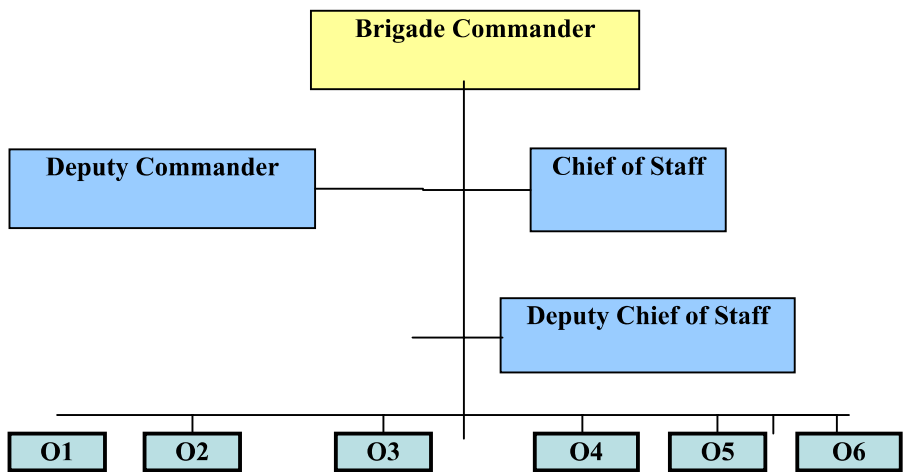 Brigade Commander
Deputy Commander
Chief of Staff
Deputy Chief of Staff
O1
O2
O3
O4
O5
O6